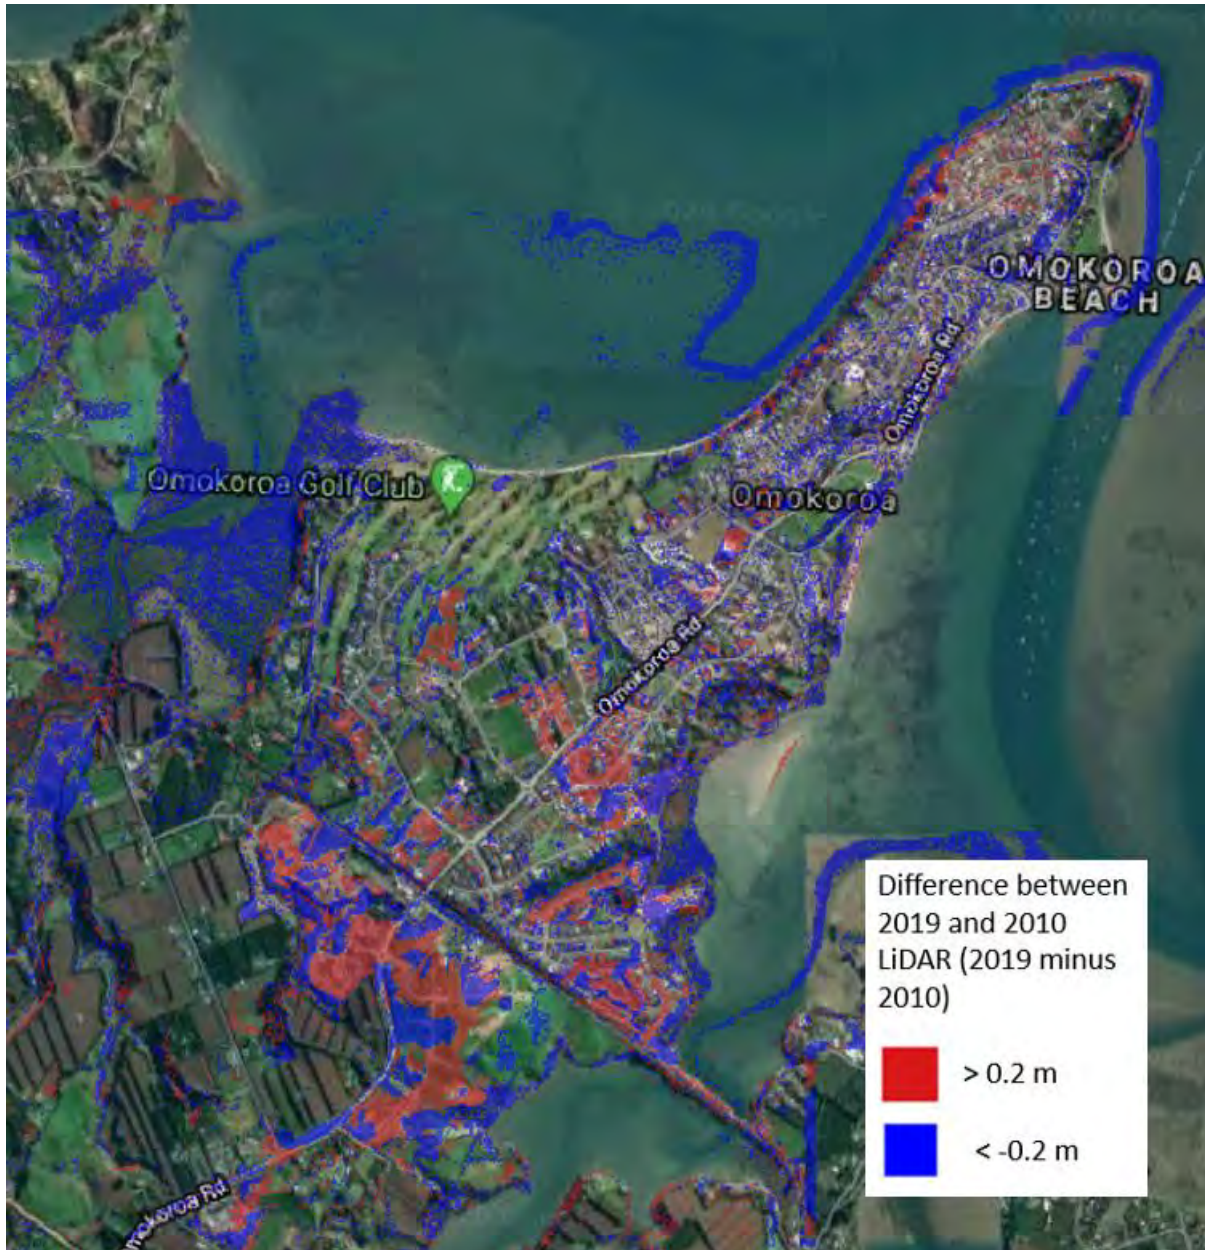 OMOKOROA
BEACH
Omokoroa Rd
Omokoroa Golf Club
Omokoroa
Omokoroa Rd
Difference between
2019 and 2010
LiDAR (2019 minus
2010)
> 0.2 m
< -0.2 m
mokoroa Rd